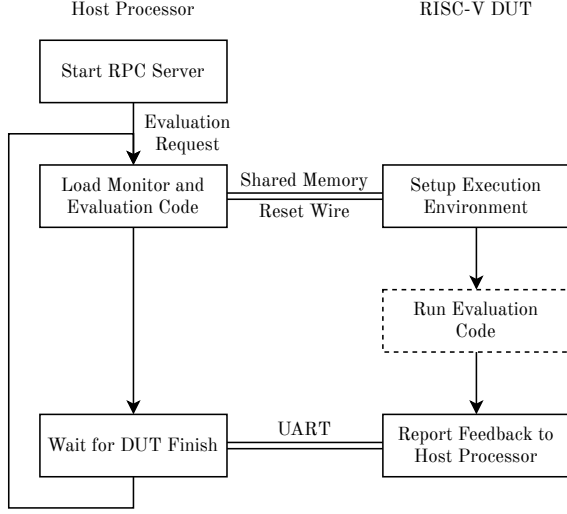 Host Processor
RISC-V DUT
Start RPC Server
Evaluation
Request
Load Monitor and
Evaluation Code
Shared Memory
Reset Wire
Setup Execution
Environment
Run Evaluation
Code
Wait for DUT Finish
UART
Report Feedback to
Host Processor